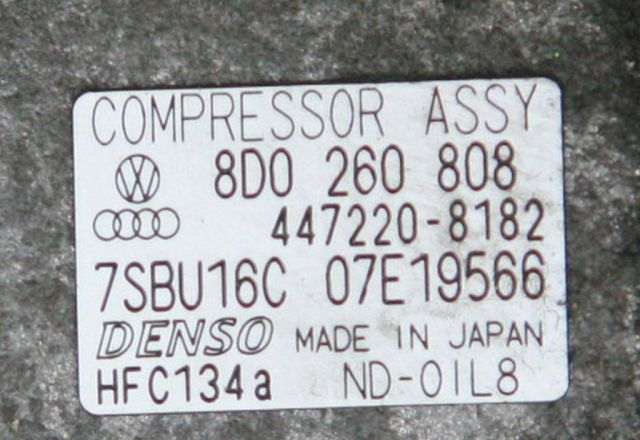 COMPRESSOR ASSY
8D0 260 808
447220-8182
7SBU16C 07E19566
DENSO MADE IN JAPAN
HFC134a ND-OIL8